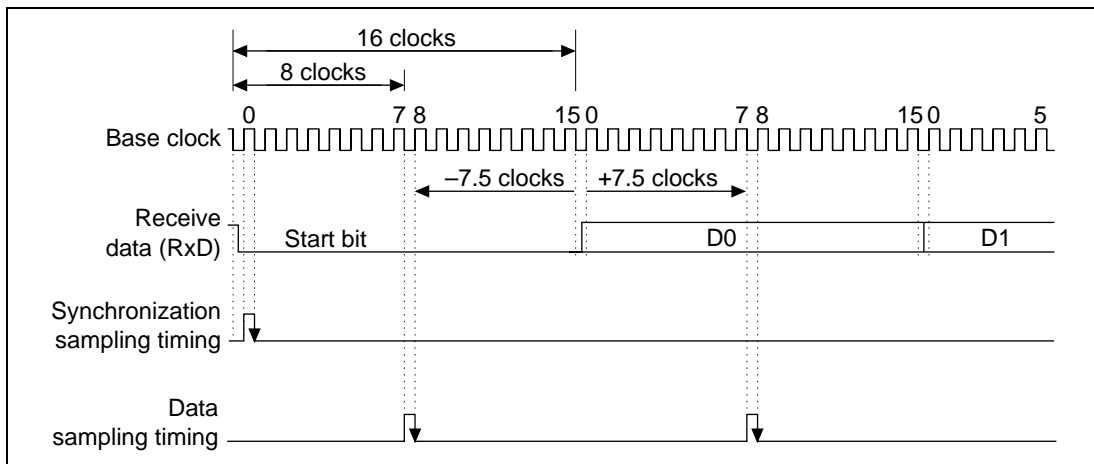 16 clocks
8 clocks
0 7 8 15 0 7 8 15 0 5
Base clock
–7.5 clocks +7.5 clocks
Receive
data (RxD)
Start bit D0 D1
Synchronization
sampling timing
Data
sampling timing